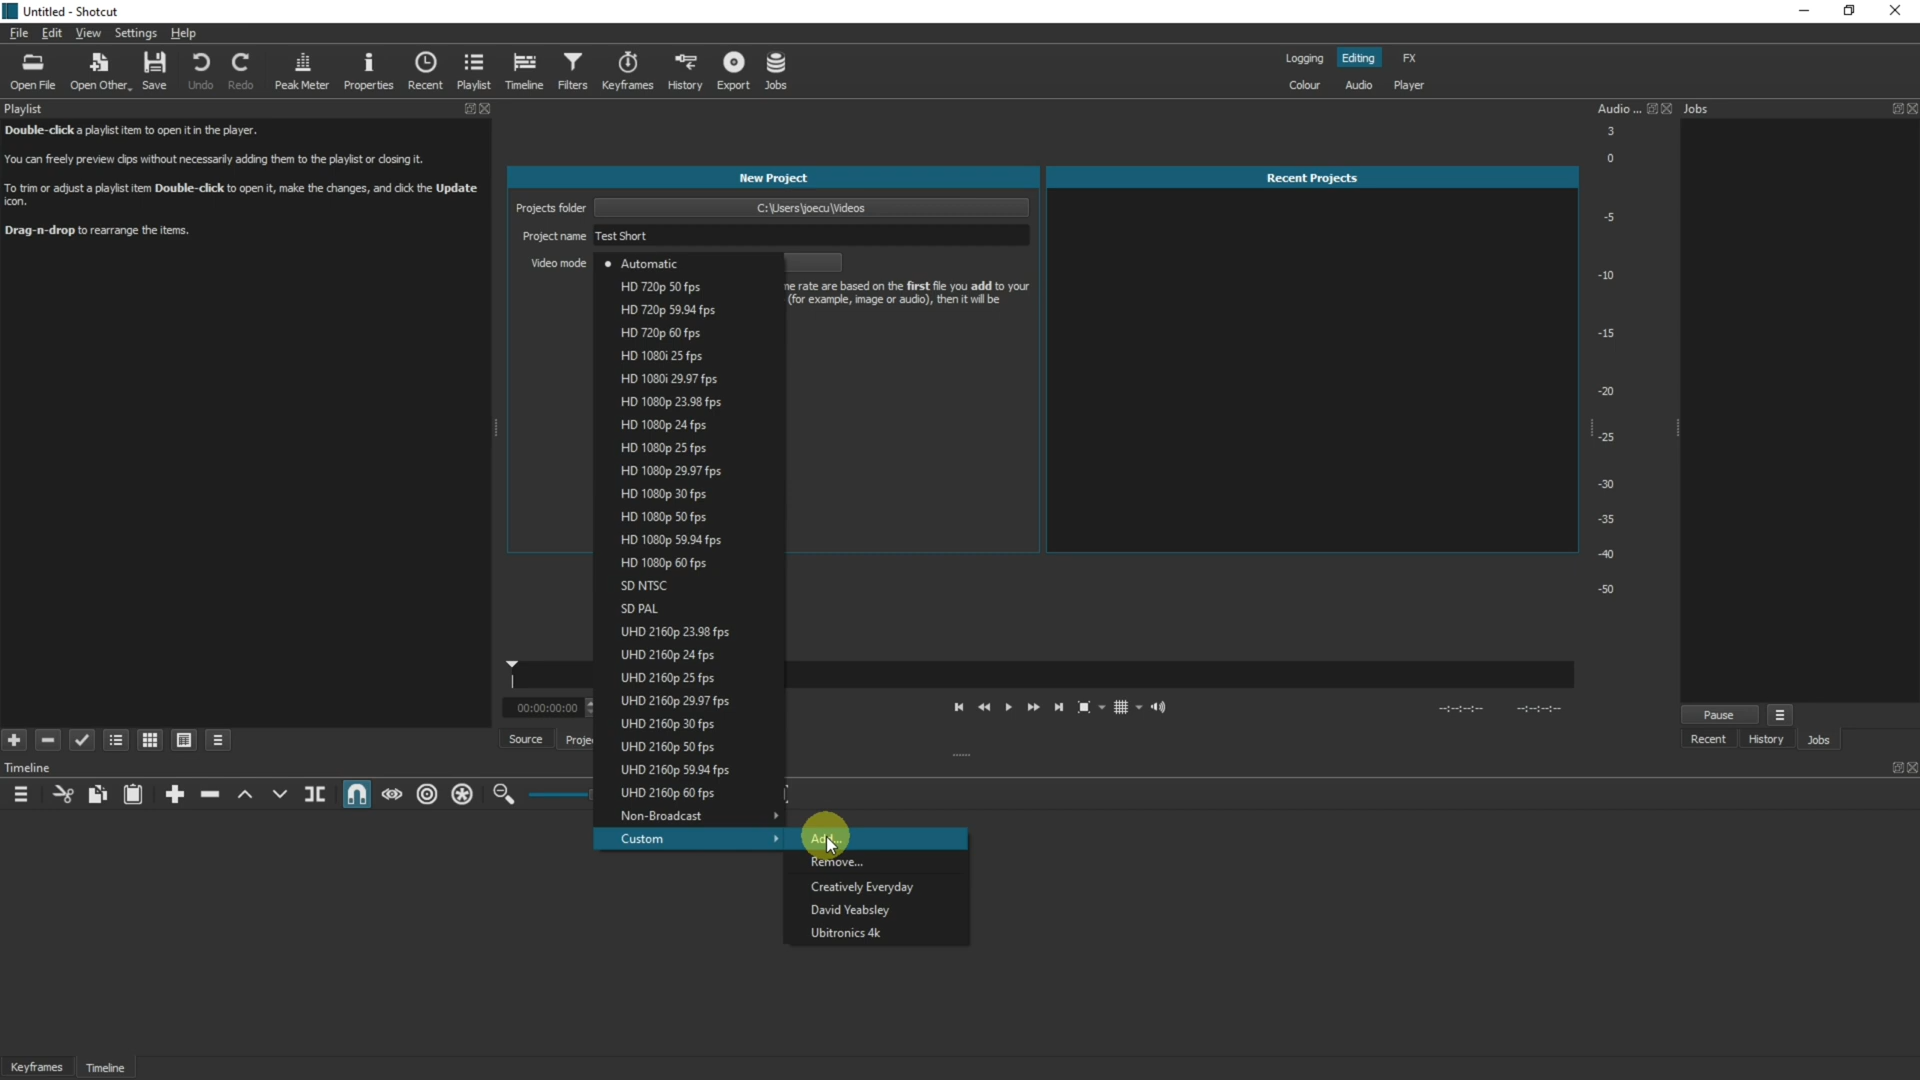 Untitled - Shotcut
File Edit View Settings Help
Open File Open Other... Save Undo Redo Peak Meter Properties Recent Playlist Timeline Filters Keyframes History Export Jobs
Logging Editing FX
Colour Audio Player
Playlist
Double-click a playlist item to open it in the player.
You can freely preview clips without necessarily adding them to the playlist or closing it.
To trim or adjust a playlist item Double-click to open it, make the changes, and click the Update
icon.
Drag-n-drop to rearrange the items.
New Project
Projects folder C:\Users\joecu\Videos
Project name Test Short
Video mode
me rate are based on the first file you add to your
(for example, image or audio), then it will be
Automatic
HD 720p 50 fps
HD 720p 59.94 fps
HD 720p 60 fps
HD 1080i 25 fps
HD 1080i 29.97 fps
HD 1080p 23.98 fps
HD 1080p 24 fps
HD 1080p 25 fps
HD 1080p 29.97 fps
HD 1080p 30 fps
HD 1080p 50 fps
HD 1080p 59.94 fps
HD 1080p 60 fps
SD NTSC
SD PAL
UHD 2160p 23.98 fps
UHD 2160p 24 fps
UHD 2160p 25 fps
UHD 2160p 29.97 fps
UHD 2160p 30 fps
UHD 2160p 50 fps
UHD 2160p 59.94 fps
UHD 2160p 60 fps
Non-Broadcast
Custom
Add...
Remove...
Creatively Everyday
David Yeabsley
Ubitronics 4k
Recent Projects
Audio ...
3
0
-5
-10
-15
-20
-25
-30
-35
-40
-50
Jobs
00:00:00:00
--:--:--:-- --:--:--:--
Source Projec
Pause
Recent History Jobs
Timeline
Keyframes Timeline